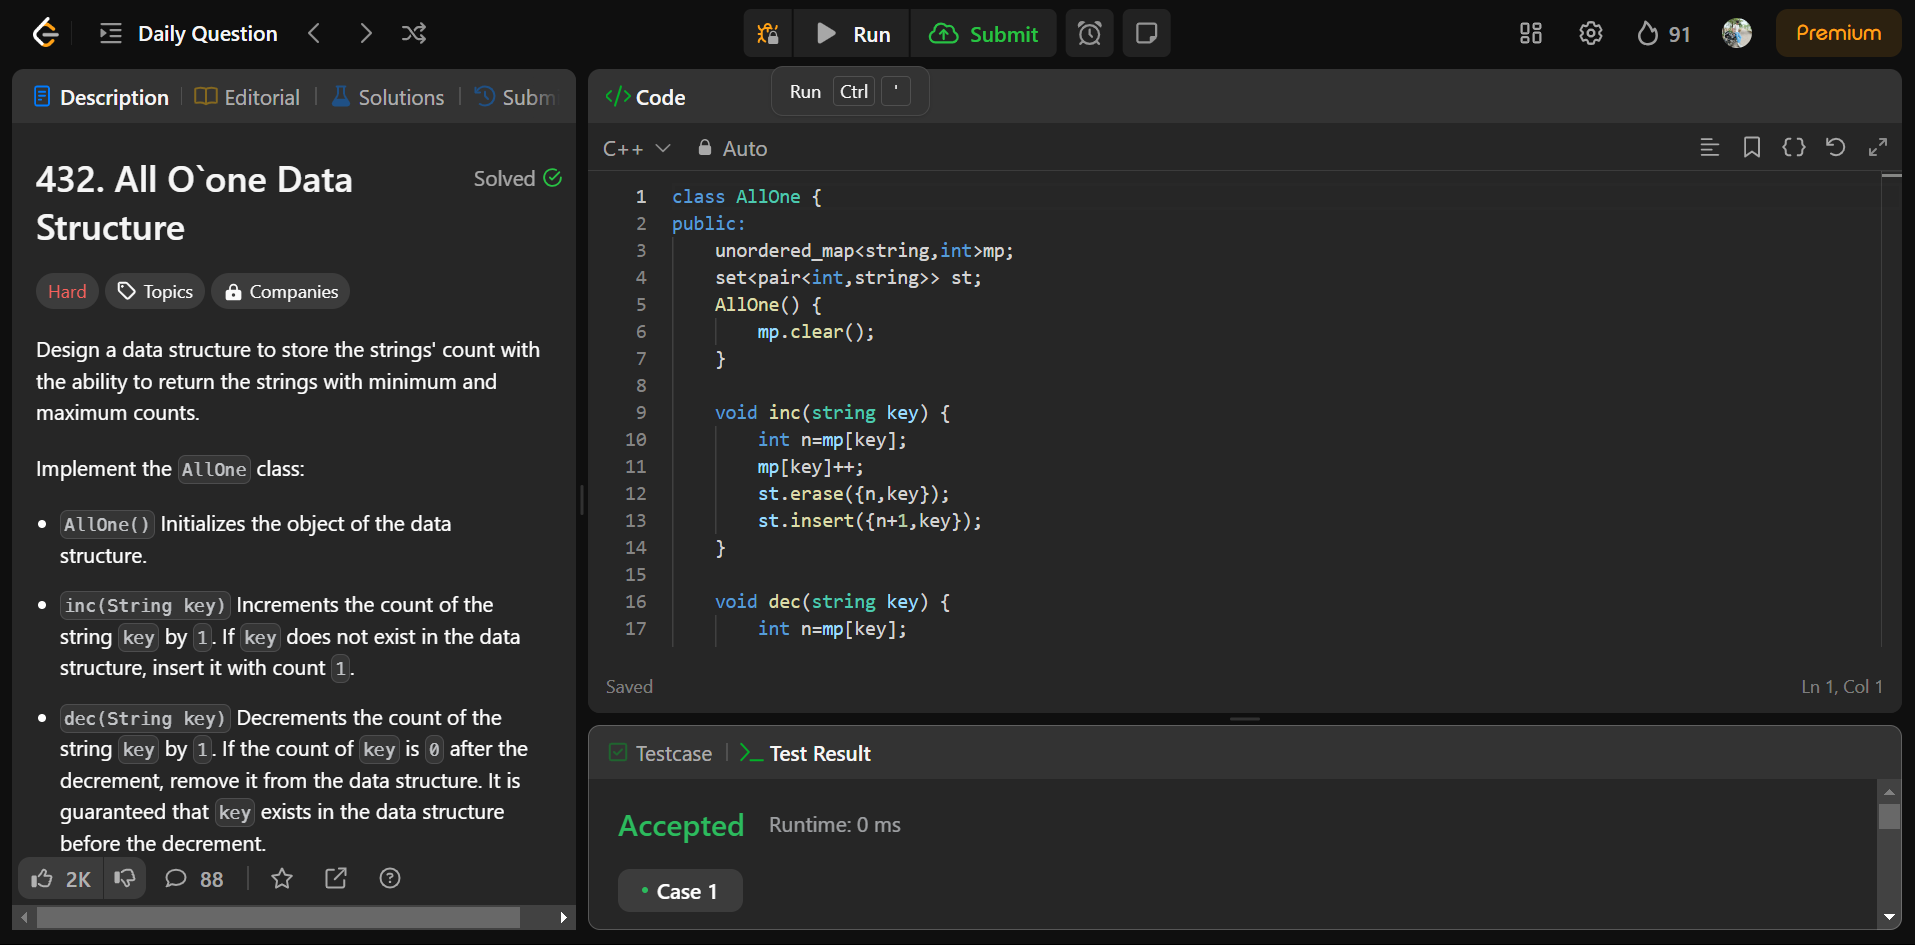 Daily Question
Run
Submit
91
Premium
Description
Editorial
Solutions
Subm
Code
Run Ctrl '
C++
Auto
432. All O`one Data
Structure
Solved
Hard
Topics
Companies
Design a data structure to store the strings' count with
the ability to return the strings with minimum and
maximum counts.
Implement the AllOne class:
• AllOne() Initializes the object of the data
structure.
• inc(String key) Increments the count of the
string key by 1. If key does not exist in the data
structure, insert it with count 1.
• dec(String key) Decrements the count of the
string key by 1. If the count of key is 0 after the
decrement, remove it from the data structure. It is
guaranteed that key exists in the data structure
before the decrement.
2K
88
1 class AllOne {
2 public:
3     unordered_map<string,int>mp;
4     set<pair<int,string>> st;
5     AllOne() {
6         mp.clear();
7     }
8
9     void inc(string key) {
10         int n=mp[key];
11         mp[key]++;
12         st.erase({n,key});
13         st.insert({n+1,key});
14     }
15
16     void dec(string key) {
17         int n=mp[key];
Saved
Ln 1, Col 1
Testcase
Test Result
Accepted
Runtime: 0 ms
• Case 1